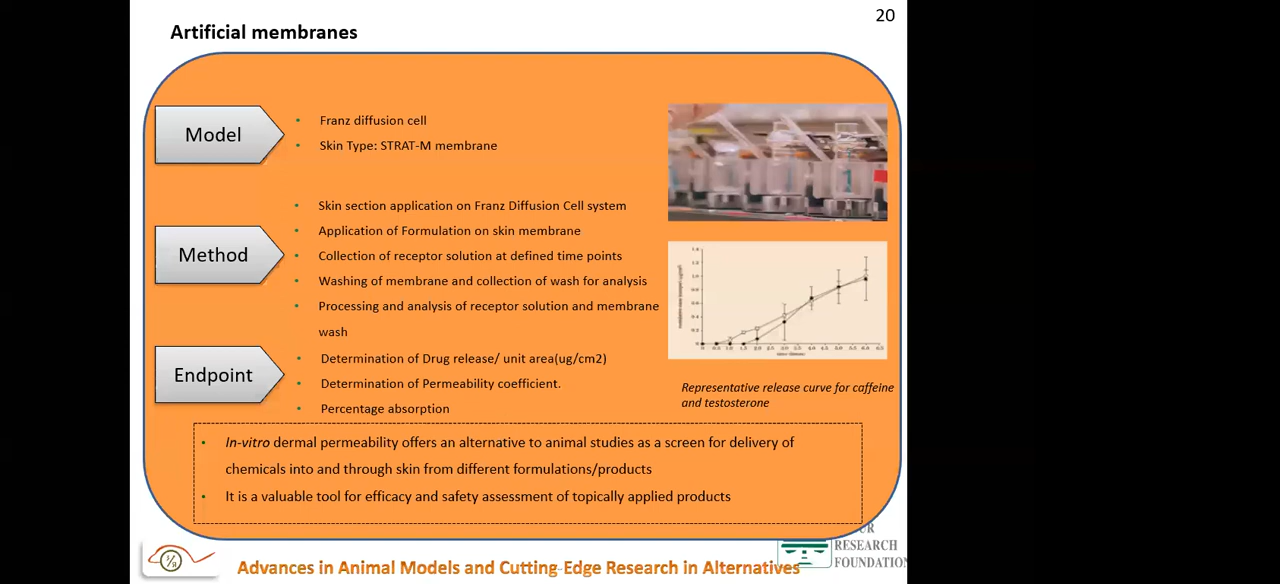 20
Artificial membranes
Model
• Franz diffusion cell
• Skin Type: STRAT-M membrane
Method
• Skin section application on Franz Diffusion Cell system
• Application of Formulation on skin membrane
• Collection of receptor solution at defined time points
• Washing of membrane and collection of wash for analysis
• Processing and analysis of receptor solution and membrane
wash
Endpoint
• Determination of Drug release/ unit area(ug/cm2)
• Determination of Permeability coefficient.
• Percentage absorption
Representative release curve for caffeine
and testosterone
• In-vitro dermal permeability offers an alternative to animal studies as a screen for delivery of
chemicals into and through skin from different formulations/products
• It is a valuable tool for efficacy and safety assessment of topically applied products
RESEARCH
FOUNDATION
Advances in Animal Models and Cutting-Edge Research in Alternatives